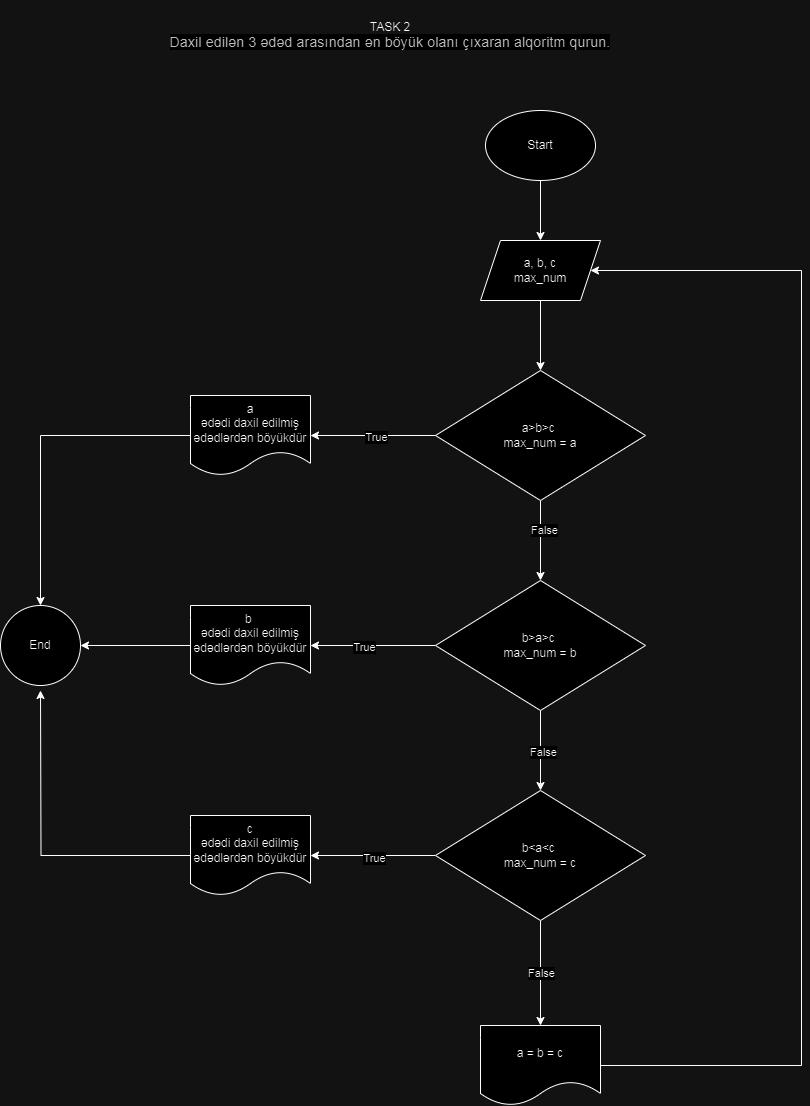 TASK 2
Daxil edilən 3 ədəd arasından ən böyük olanı çıxaran alqoritm qurun.
Start
a, b, c
max_num
a>b>c
max_num = a
True
a
ədədi daxil edilmiş
ədədlərdən böyükdür
False
b>a>c
max_num = b
True
b
ədədi daxil edilmiş
ədədlərdən böyükdür
End
False
b<a<c
max_num = c
True
c
ədədi daxil edilmiş
ədədlərdən böyükdür
False
a = b = c